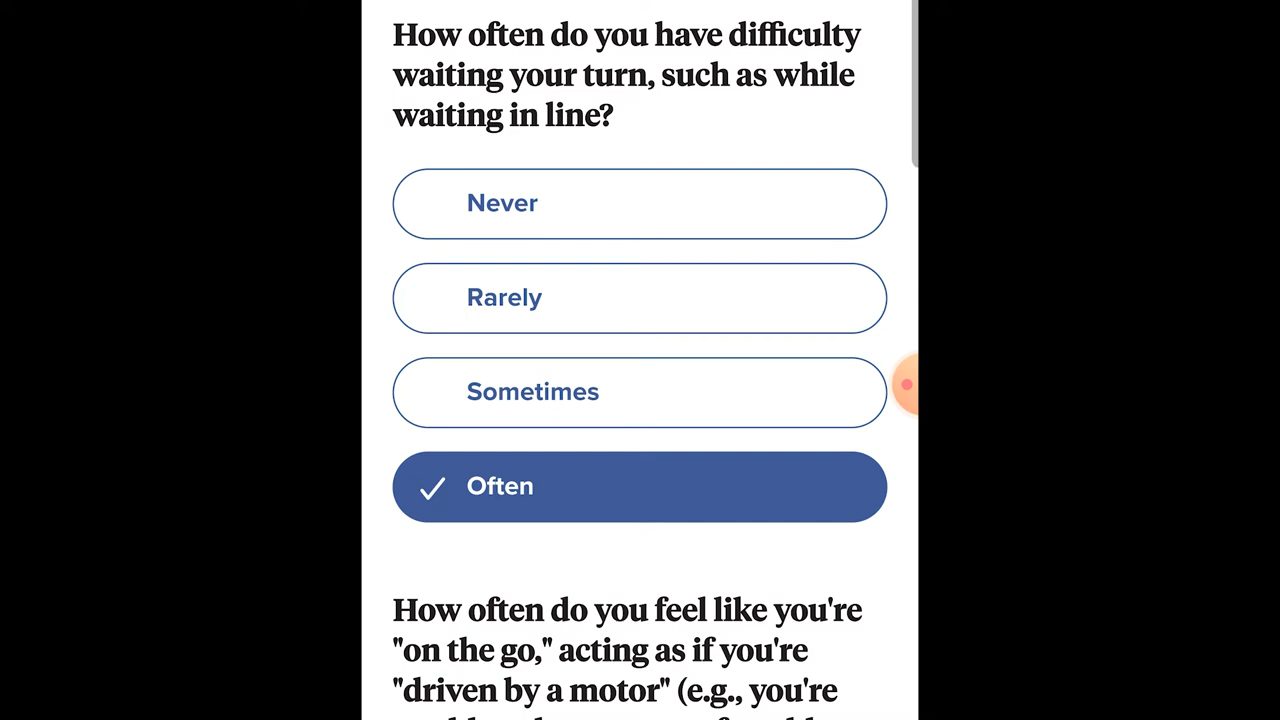 How often do you have difficulty
waiting your turn, such as while
waiting in line?
Never
Rarely
Sometimes
Often
How often do you feel like you're
"on the go," acting as if you're
"driven by a motor" (e.g., you're